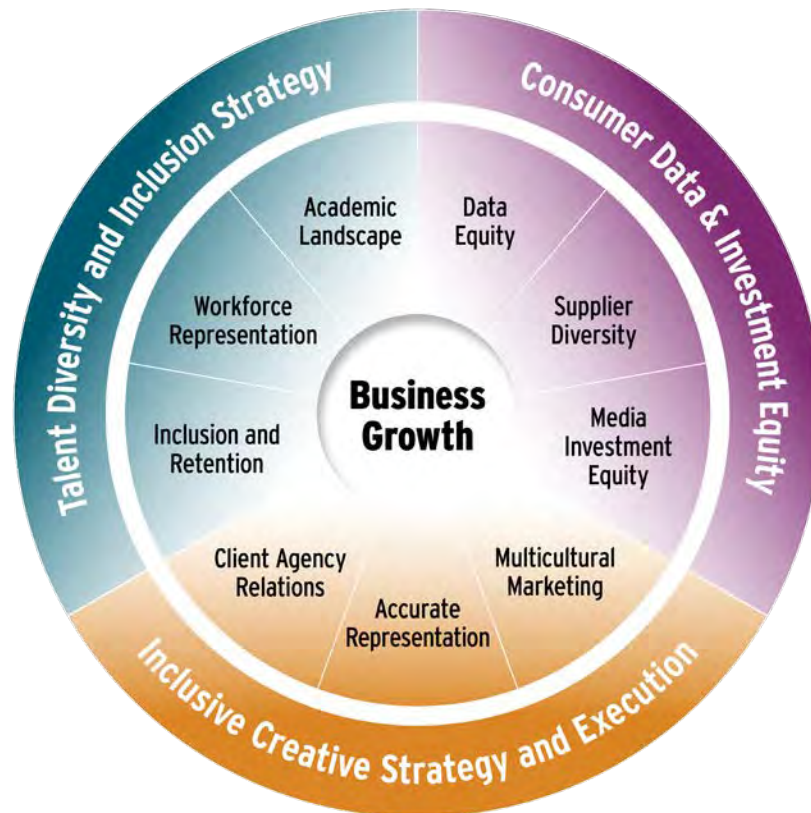 Talent Diversity and Inclusion Strategy
Consumer Data & Investment Equity
Academic
Landscape
Data
Equity
Workforce
Representation
Supplier
Diversity
Business
Growth
Inclusion and
Retention
Media
Investment
Equity
Client Agency
Relations
Accurate
Representation
Multicultural
Marketing
Inclusive Creative Strategy and Execution